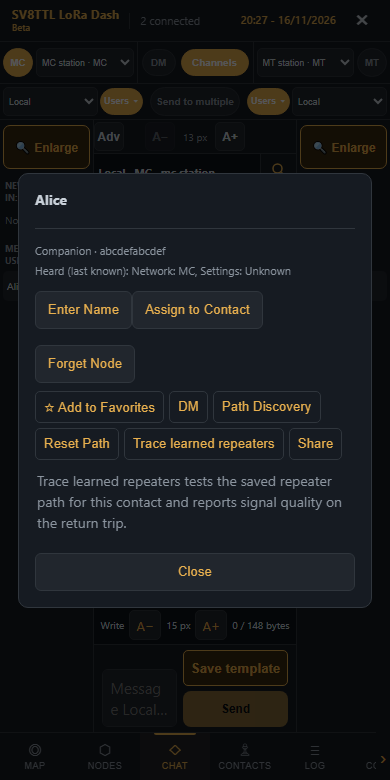 SV8TTL LoRa Dash
Beta
2 connected
20:27 - 16/11/2026
MC
MC station · MC
DM
Channels
MT station · MT
MT
Local
Users
Send to multiple
Users
Local
Enlarge
Adv
A−
13 px
A+
Enlarge
Alice
Companion · abcdefabcdef
Heard (last known): Network: MC, Settings: Unknown
Enter Name
Assign to Contact
Forget Node
☆ Add to Favorites
DM
Path Discovery
Reset Path
Trace learned repeaters
Share
Trace learned repeaters tests the saved repeater
path for this contact and reports signal quality on
the return trip.
Close
Write
A−
15 px
A+
0 / 148 bytes
Messag
e Local...
Save template
Send
MAP
NODES
CHAT
CONTACTS
LOG